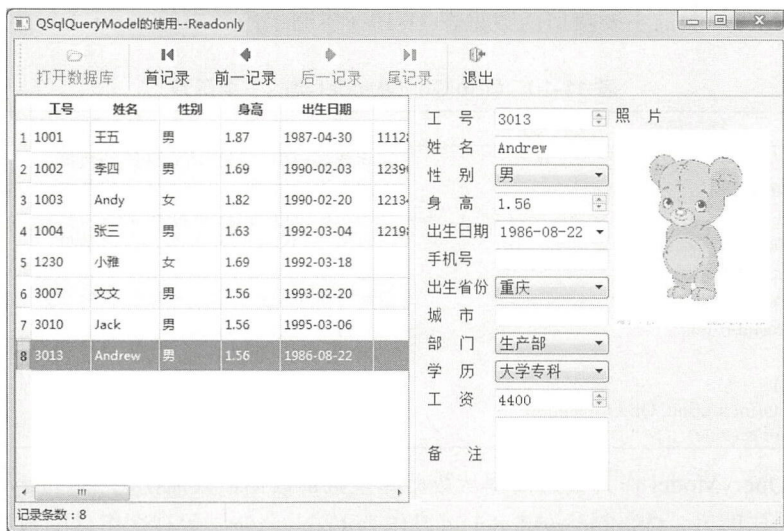 QSqlQueryModel的使用--Readonly
打开数据库 首记录 前一记录 后一记录 尾记录 退出
工号 姓名 性别 身高 出生日期
1 1001 王五 男 1.87 1987-04-30 1112
2 1002 李四 男 1.69 1990-02-03 1239
3 1003 Andy 女 1.82 1990-02-20 1213
4 1004 张三 男 1.63 1992-03-04 1219
5 1230 小雅 女 1.69 1992-03-18
6 3007 文文 男 1.56 1993-02-20
7 3010 Jack 男 1.56 1995-03-06
8 3013 Andrew 男 1.56 1986-08-22
记录条数：8
工 号 3013
姓 名 Andrew
性 别 男
身 高 1.56
出生日期 1986-08-22
手机号
出生省份 重庆
城 市
部 门 生产部
学 历 大学专科
工 资 4400
备 注
照 片